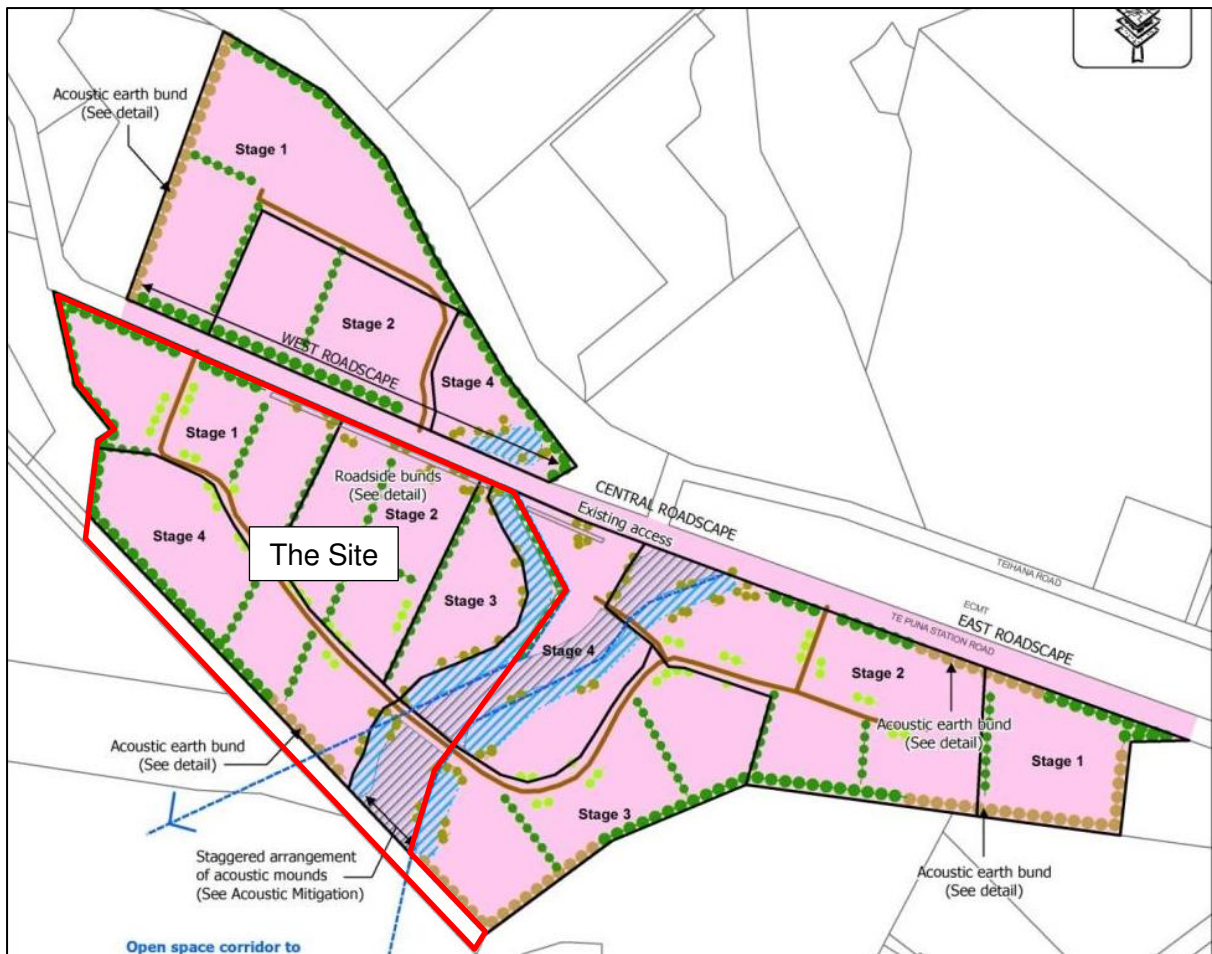 Acoustic earth bund
(See detail)
Stage 1
Stage 2
WEST ROADSCAPE
Stage 4
Stage 1
Roadside bunds
(See detail)
Stage 2
CENTRAL ROADSCAPE
Existing access
Stage 4
The Site
Stage 3
TEIHANA ROAD
ECMT
EAST ROADSCAPE
TE PUNA STATION ROAD
Stage 4
Stage 2
Acoustic earth bund
(See detail)
Acoustic earth bund
(See detail)
Stage 1
Stage 3
Staggered arrangement
of acoustic mounds
(See Acoustic Mitigation)
Acoustic earth bund
(See detail)
Open space corridor to